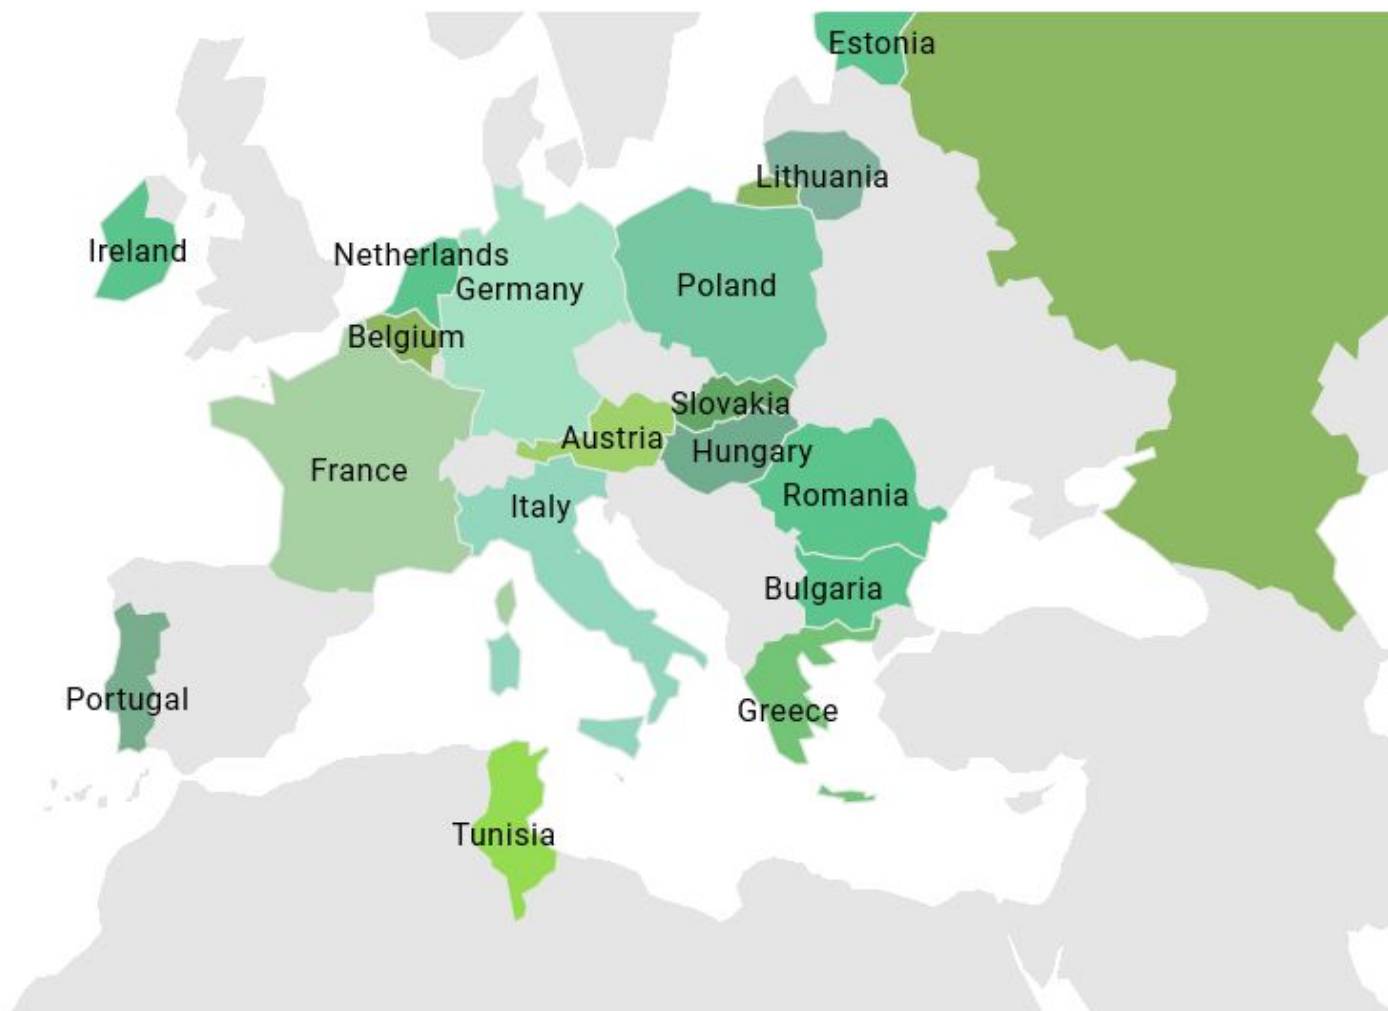 Estonia
Lithuania
Ireland
Netherlands
Germany
Poland
Belgium
Slovakia
Austria
Hungary
France
Romania
Italy
Bulgaria
Portugal
Greece
Tunisia